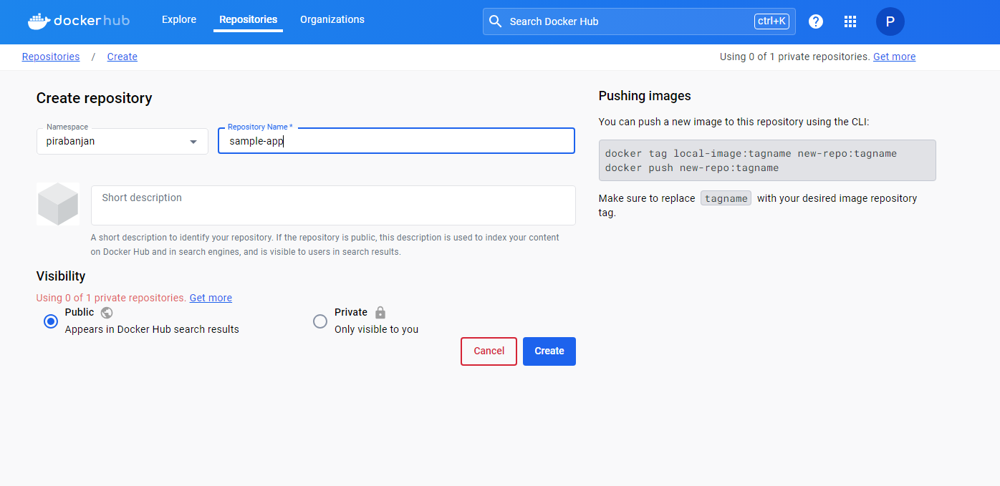 dockerhub
Explore
Repositories
Organizations
Search Docker Hub
ctrl+K
?
P
Repositories / Create
Using 0 of 1 private repositories. Get more
Create repository
Namespace
pirabanjan
Repository Name *
sample-app
Short description
A short description to identify your repository. If the repository is public, this description is used to index your content
on Docker Hub and in search engines, and is visible to users in search results.
Visibility
Using 0 of 1 private repositories. Get more
Public
Appears in Docker Hub search results
Private
Only visible to you
Cancel
Create
Pushing images
You can push a new image to this repository using the CLI:
docker tag local-image:tagname new-repo:tagname
docker push new-repo:tagname
Make sure to replace tagname with your desired image repository
tag.